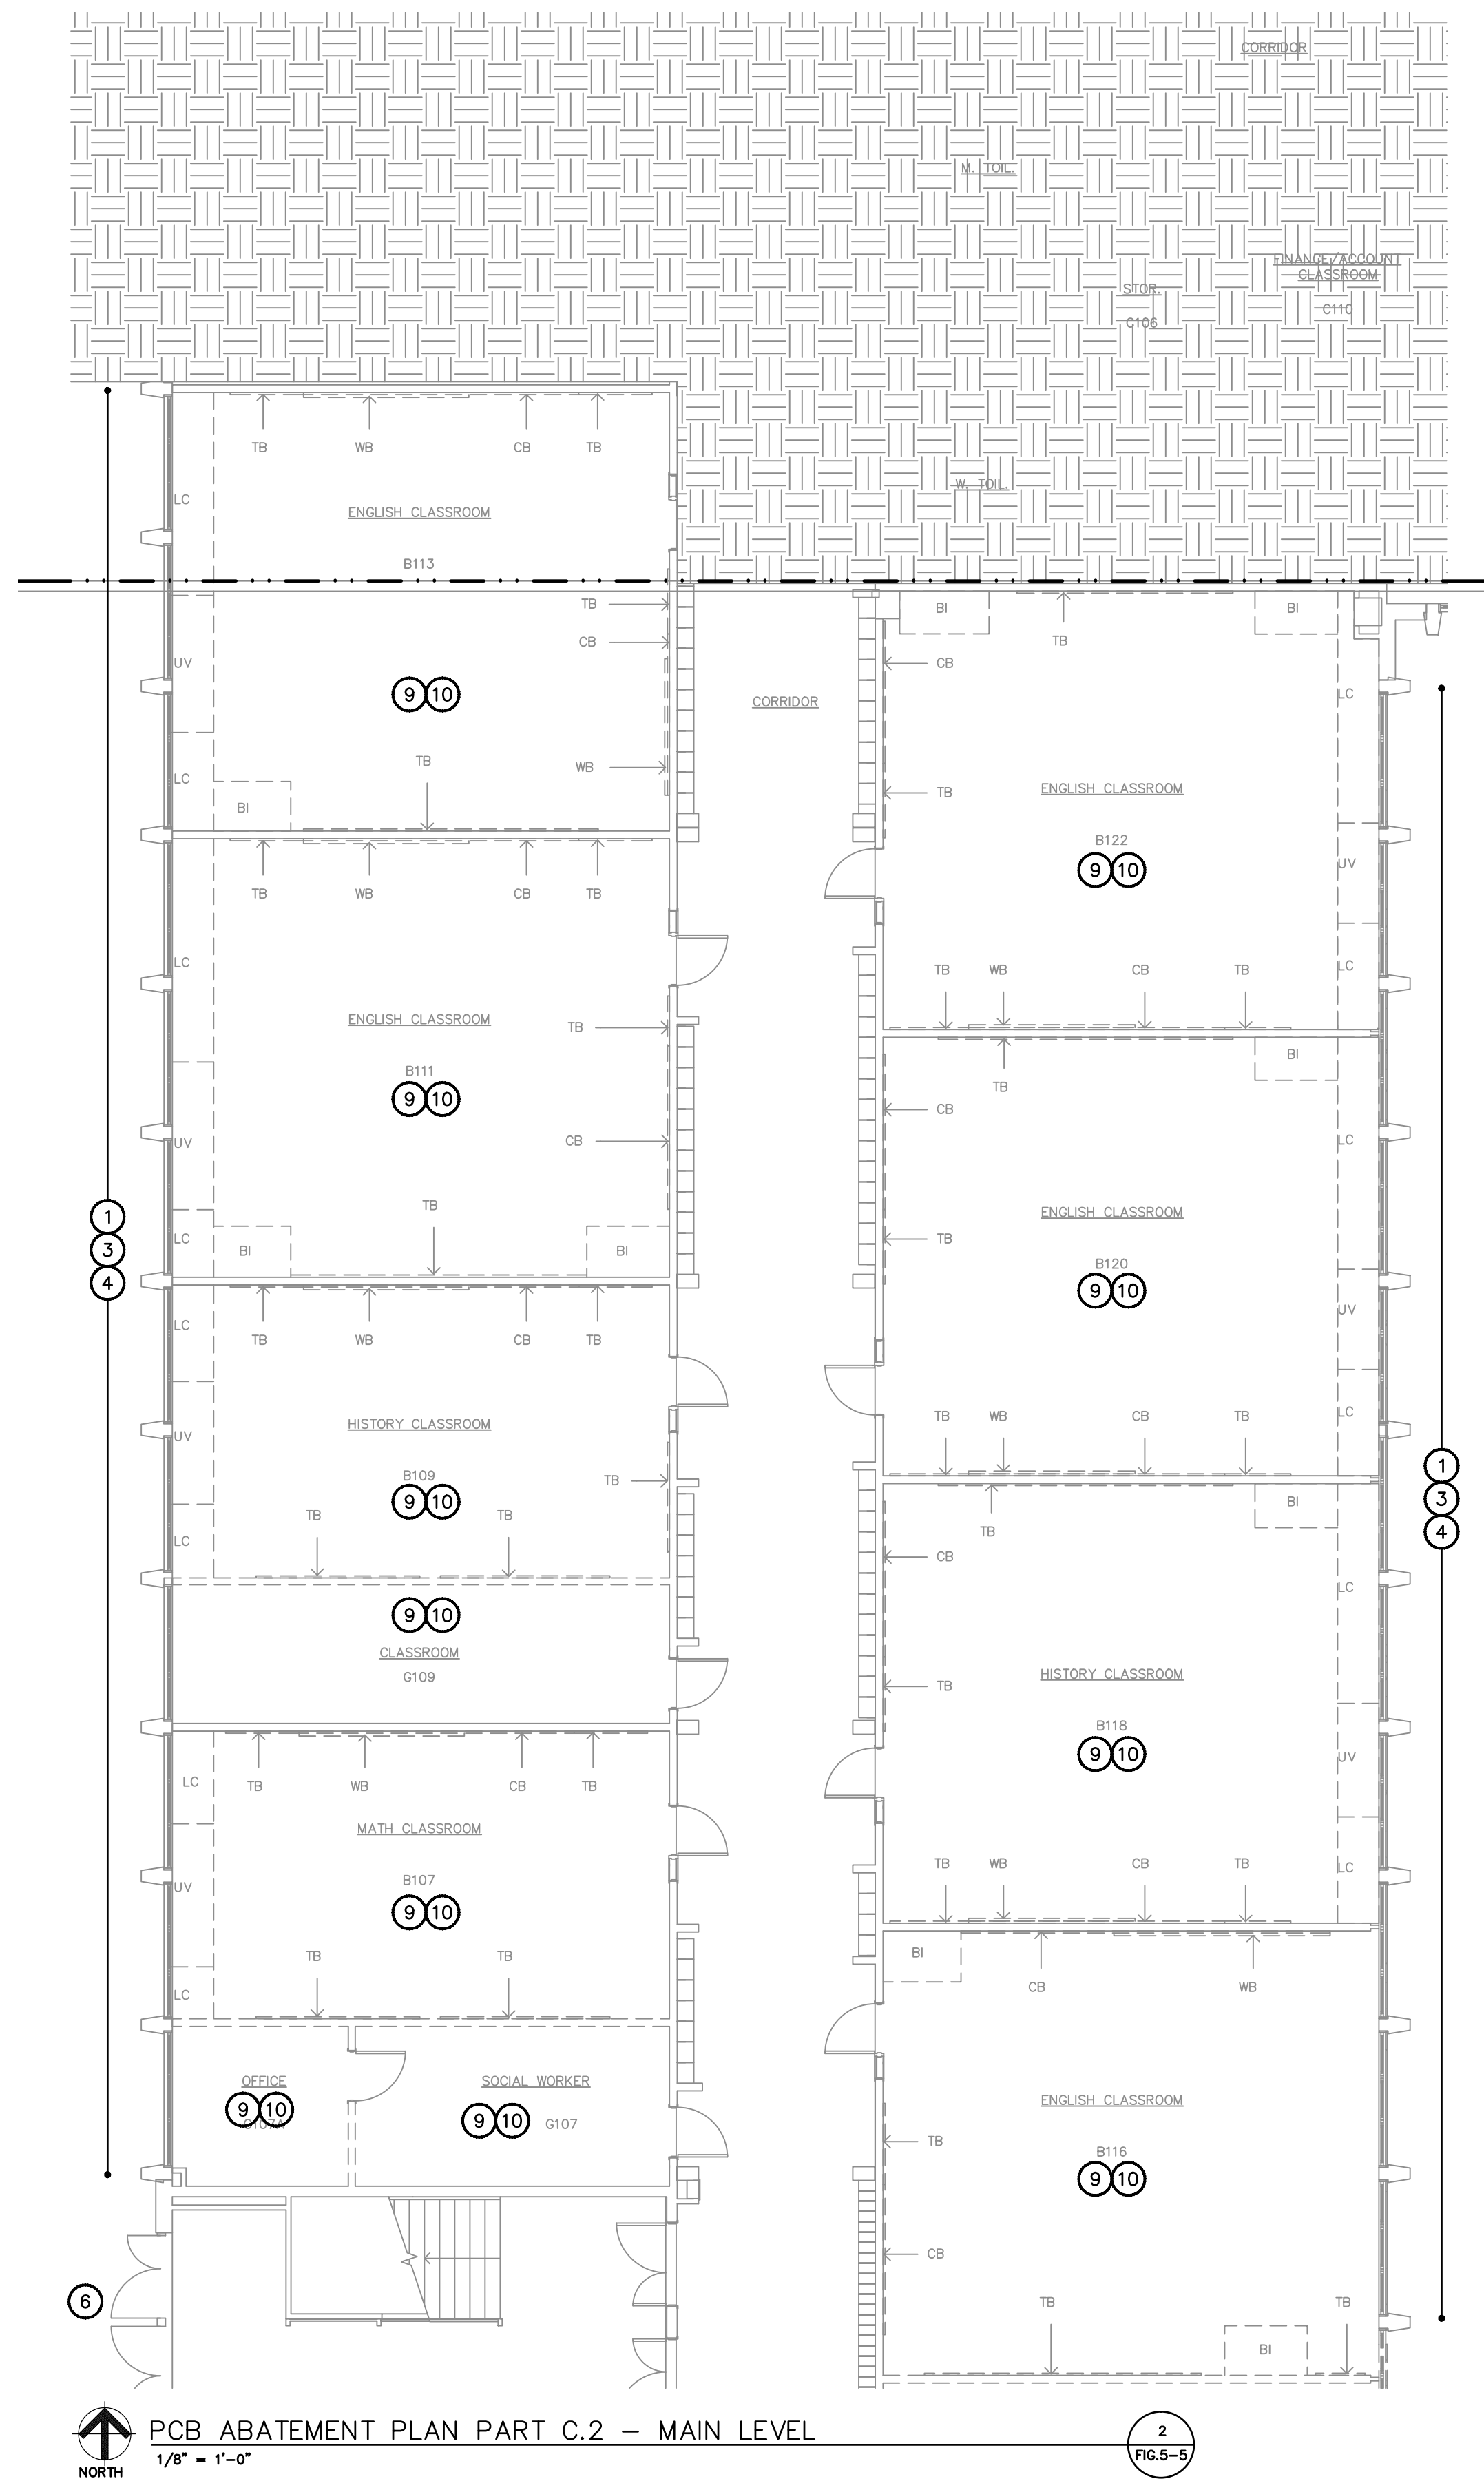 CORRIDOR
M. TOIL.
FINANCE/ACCOUNT
CLASSROOM
STOR.
C110
C106
TB WB CB TB
W. TOIL.
LC
ENGLISH CLASSROOM
B113
TB
BI
BI
CB
TB
CB
UV
9 10
LC
CORRIDOR
TB
WB
LC
TB
ENGLISH CLASSROOM
BI
B122
9 10
UV
TB WB CB TB
LC
TB WB CB TB
LC
ENGLISH CLASSROOM
TB
BI
B111
TB
9 10
CB
UV
CB
LC
TB
ENGLISH CLASSROOM
1
3
4
LC
BI
BI
TB
B120
9 10
UV
LC
TB WB CB TB
HISTORY CLASSROOM
TB WB CB TB
LC
UV
B109
TB
9 10
1
3
4
BI
TB TB
TB
LC
CB
LC
9 10
CLASSROOM
G109
HISTORY CLASSROOM
TB
B118
9 10
UV
LC
TB WB CB TB
MATH CLASSROOM
TB WB CB TB
LC
B107
UV
9 10
TB TB
BI
LC
CB WB
OFFICE
SOCIAL WORKER
ENGLISH CLASSROOM
9 10
G107A
9 10
G107
TB
B116
9 10
CB
6
TB TB
BI
PCB ABATEMENT PLAN PART C.2 – MAIN LEVEL
1/8" = 1'-0"
NORTH
2
FIG.5-5